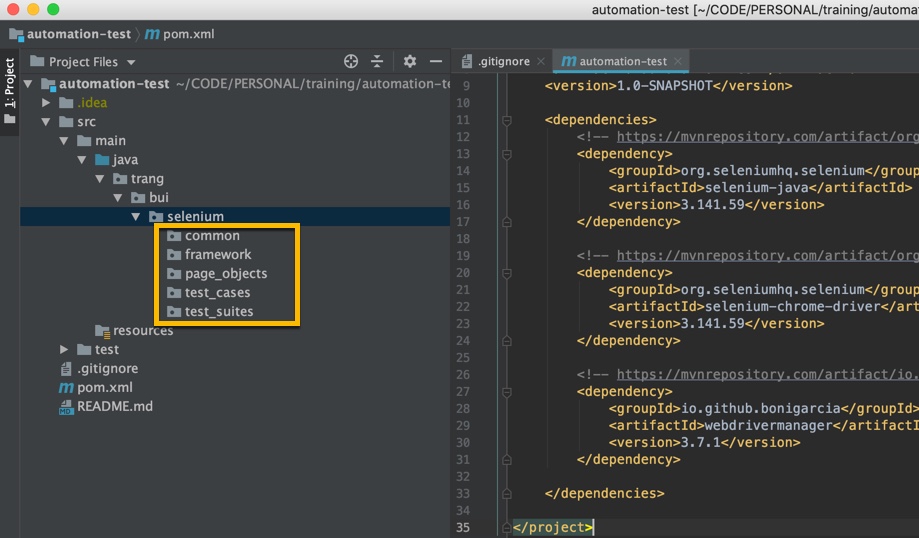 automation-test [~/CODE/PERSONAL/training/automa
automation-test
pom.xml
1: Project
Project Files
automation-test ~/CODE/PERSONAL/training/automation-te
.idea
src
main
java
trang
bui
selenium
common
framework
page_objects
test_cases
test_suites
resources
test
.gitignore
pom.xml
README.md
.gitignore
automation-test
9 <version>1.0-SNAPSHOT</version>
10
11 <dependencies>
12 <!-- https://mvnrepository.com/artifact/org
13 <dependency>
14 <groupId>org.seleniumhq.selenium</group
15 <artifactId>selenium-java</artifactId>
16 <version>3.141.59</version>
17 </dependency>
18
19 <!-- https://mvnrepository.com/artifact/org
20 <dependency>
21 <groupId>org.seleniumhq.selenium</group
22 <artifactId>selenium-chrome-driver</art
23 <version>3.141.59</version>
24 </dependency>
25
26 <!-- https://mvnrepository.com/artifact/io.
27 <dependency>
28 <groupId>io.github.bonigarcia</groupId>
29 <artifactId>webdrivermanager</artifactI
30 <version>3.7.1</version>
31 </dependency>
32
33 </dependencies>
34
35 </project>